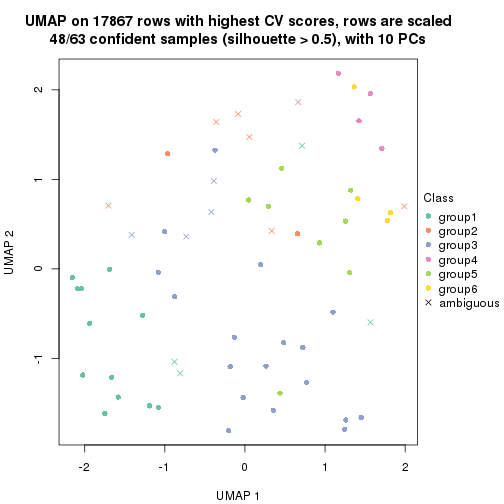 UMAP on 17867 rows with highest CV scores, rows are scaled
48/63 confident samples (silhouette > 0.5), with 10 PCs
UMAP 2
2
1
0
-1
-2
-1
0
1
2
UMAP 1
Class
group1
group2
group3
group4
group5
group6
ambiguous